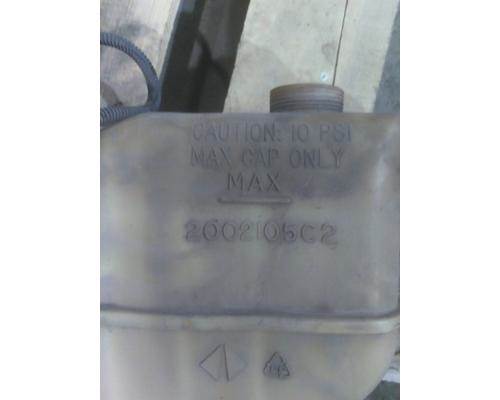 CAUTION: 10 PSI
MAX CAP ONLY
MAX
2002105C2